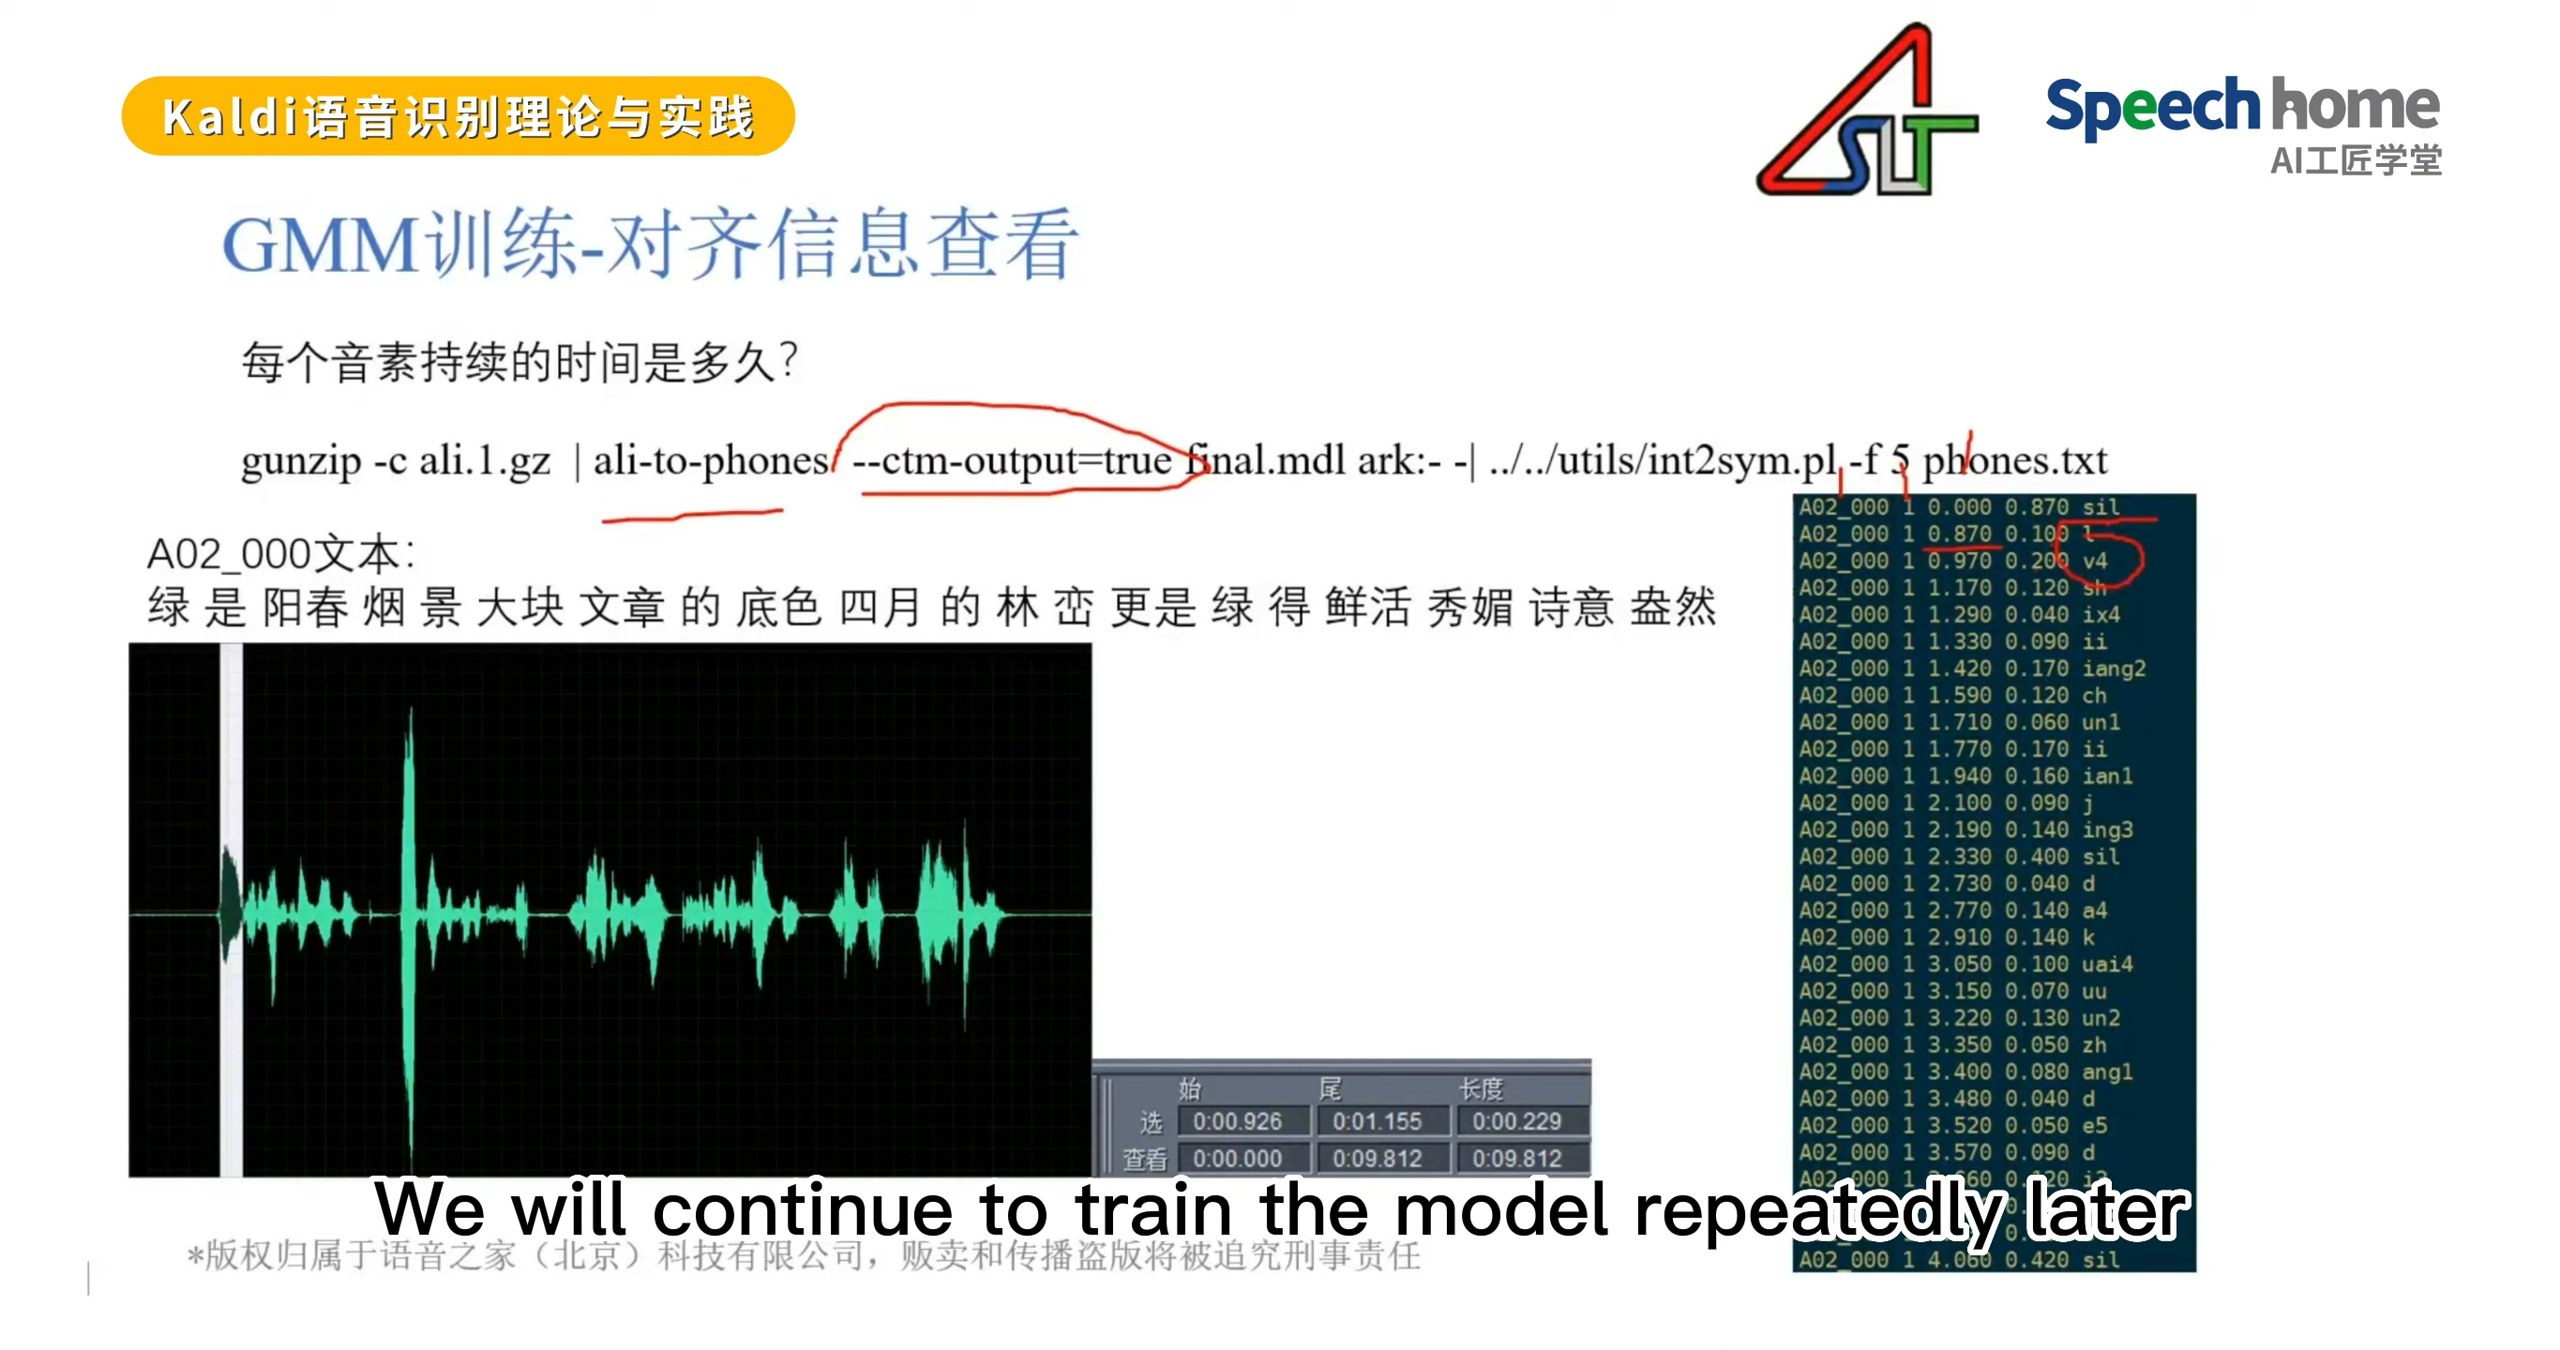 Kaldi语音识别理论与实践
ASLT
Speech home
AI工匠学堂
GMM训练-对齐信息查看
每个音素持续的时间是多久?
gunzip -c ali.1.gz | ali-to-phones --ctm-output=true final.mdl ark:- -| ../../utils/int2sym.pl -f 5 phones.txt
A02_000文本:
绿 是 阳春 烟 景 大块 文章 的 底色 四月 的 林 峦 更是 绿 得 鲜活 秀媚 诗意 盎然
A02_000 1 0.000 0.870 sil
A02_000 1 0.870 0.100 l
A02_000 1 0.970 0.200 v4
A02_000 1 1.170 0.120 sh
A02_000 1 1.290 0.040 ix4
A02_000 1 1.330 0.090 ii
A02_000 1 1.420 0.170 iang2
A02_000 1 1.590 0.120 ch
A02_000 1 1.710 0.060 un1
A02_000 1 1.770 0.170 ii
A02_000 1 1.940 0.160 ian1
A02_000 1 2.100 0.090 j
A02_000 1 2.190 0.140 ing3
A02_000 1 2.330 0.400 sil
A02_000 1 2.730 0.040 d
A02_000 1 2.770 0.140 a4
A02_000 1 2.910 0.140 k
A02_000 1 3.050 0.100 uai4
A02_000 1 3.150 0.070 uu
A02_000 1 3.220 0.130 un2
A02_000 1 3.350 0.050 zh
A02_000 1 3.400 0.080 ang1
A02_000 1 3.480 0.040 d
A02_000 1 3.520 0.050 e5
A02_000 1 3.570 0.090 d
A02_000 1 4.060 0.420 sil
始 尾 长度
选 0:00.926 0:01.155 0:00.229
查看 0:00.000 0:09.812 0:09.812
We will continue to train the model repeatedly later
*版权归属于语音之家（北京）科技有限公司，贩卖和传播盗版将被追究刑事责任